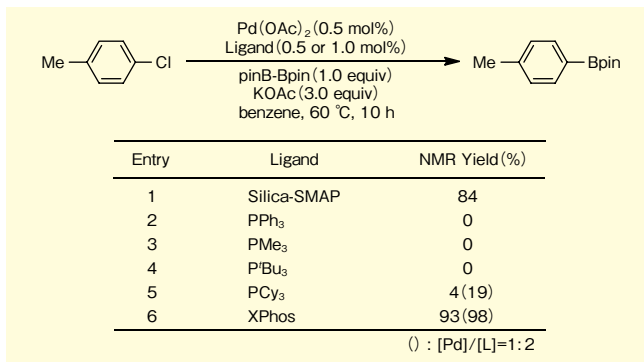 Pd(OAc)₂(0.5 mol%)
Ligand(0.5 or 1.0 mol%)
Me Cl Me Bpin
pinB-Bpin(1.0 equiv)
KOAc(3.0 equiv)
benzene, 60 ℃, 10 h
Entry Ligand NMR Yield(%)
1 Silica-SMAP 84
2 PPh₃ 0
3 PMe₃ 0
4 PᵗBu₃ 0
5 PCy₃ 4(19)
6 XPhos 93(98)
() : [Pd]/[L]=1:2